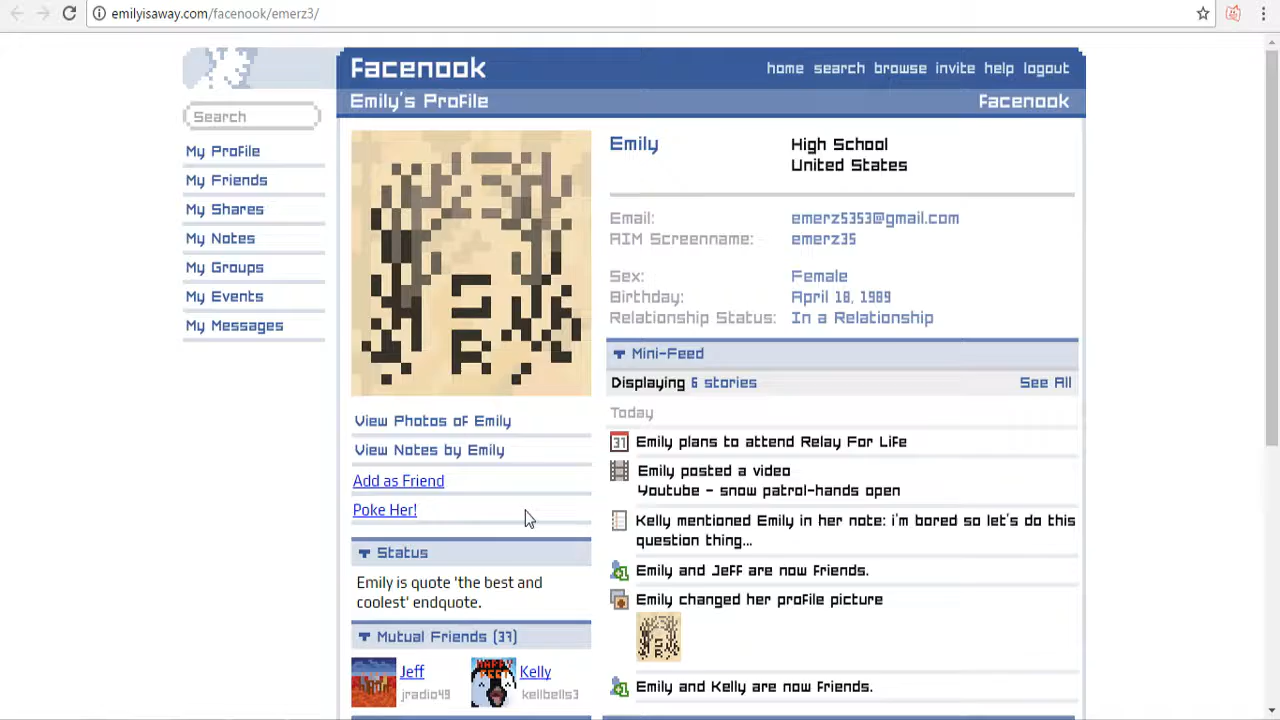 emilyisaway.com/facenook/emerz3/
Facenook
home search browse invite help logout
Emily's Profile
Facenook
Search
My Profile
My Friends
My Shares
My Notes
My Groups
My Events
My Messages
S
R
View Photos of Emily
View Notes by Emily
Add as Friend
Poke Her!
Status
Emily is quote 'the best and
coolest' endquote.
Mutual Friends (37)
Jeff
jradio49
HAPPY
FEET
Kelly
kellbells3
Emily
High School
United States
Email: emerz5353@gmail.com
AIM Screenname: emerz35
Sex: Female
Birthday: April 18, 1989
Relationship Status: In a Relationship
Mini-Feed
Displaying 6 stories
See All
Today
31
Emily plans to attend Relay For Life
Emily posted a video
Youtube - snow patrol-hands open
Kelly mentioned Emily in her note: i'm bored so let's do this
question thing...
Emily and Jeff are now friends.
Emily changed her profile picture
Emily and Kelly are now friends.